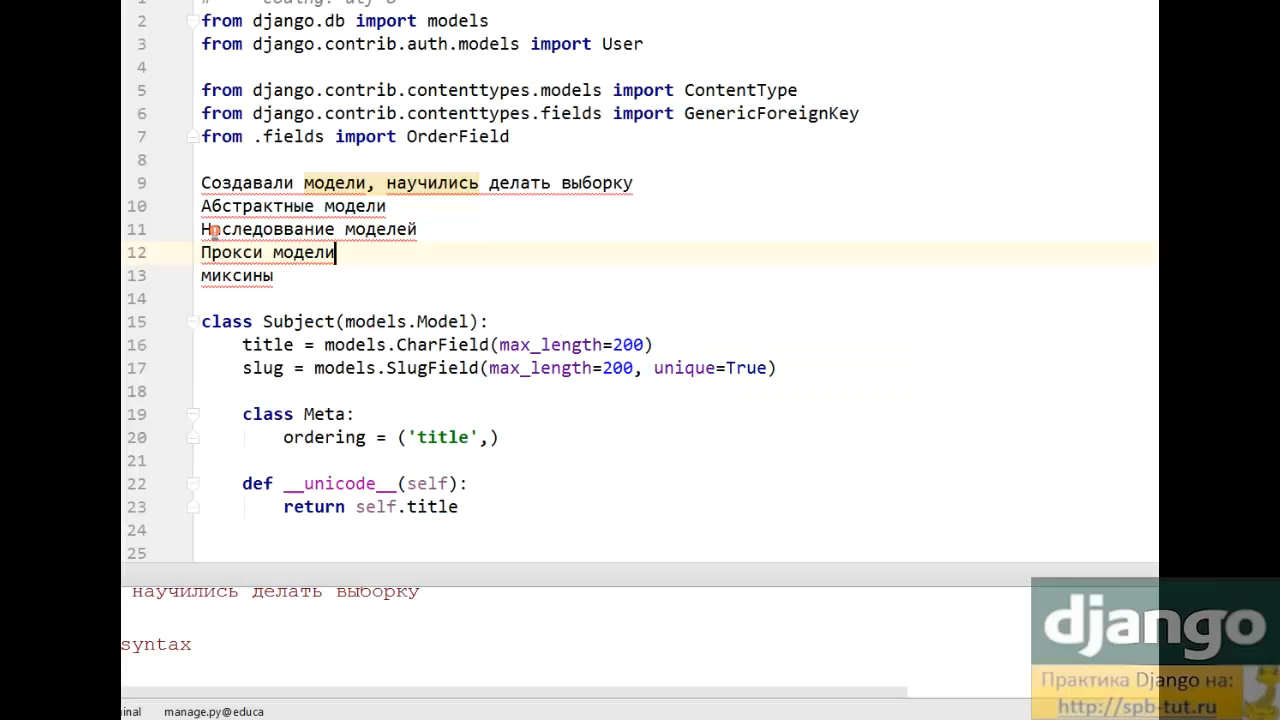 2 from django.db import models
3 from django.contrib.auth.models import User
4
5 from django.contrib.contenttypes.models import ContentType
6 from django.contrib.contenttypes.fields import GenericForeignKey
7 from .fields import OrderField
8
9 Создавали модели, научились делать выборку
10 Абстрактные модели
11 Наследоввание моделей
12 Прокси модели
13 миксины
14
15 class Subject(models.Model):
16 title = models.CharField(max_length=200)
17 slug = models.SlugField(max_length=200, unique=True)
18
19 class Meta:
20 ordering = ('title',)
21
22 def __unicode__(self):
23 return self.title
24
25
научились делать выборку
syntax
django
Практика Django на:
http://spb-tut.ru
manage.py@educa